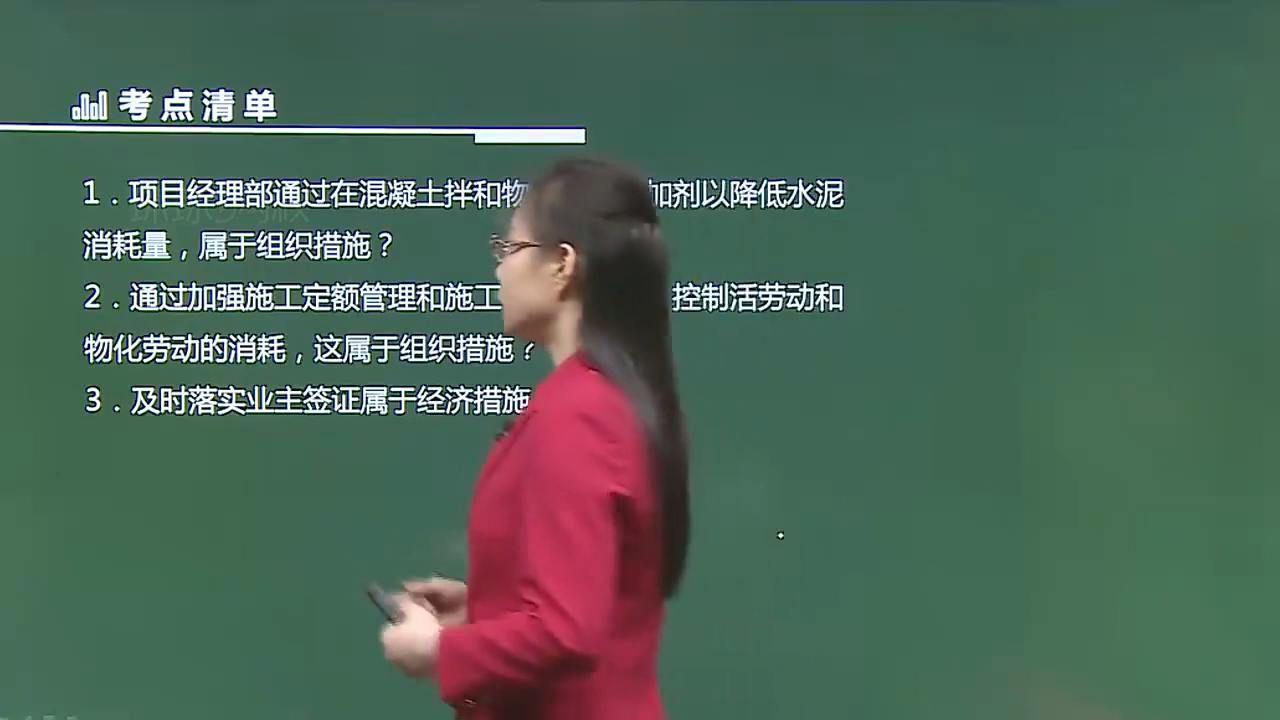 考点清单
1．项目经理部通过在混凝土拌和物 加剂以降低水泥
消耗量，属于组织措施？
2．通过加强施工定额管理和施工 控制活劳动和
物化劳动的消耗，这属于组织措施？
3．及时落实业主签证属于经济措施